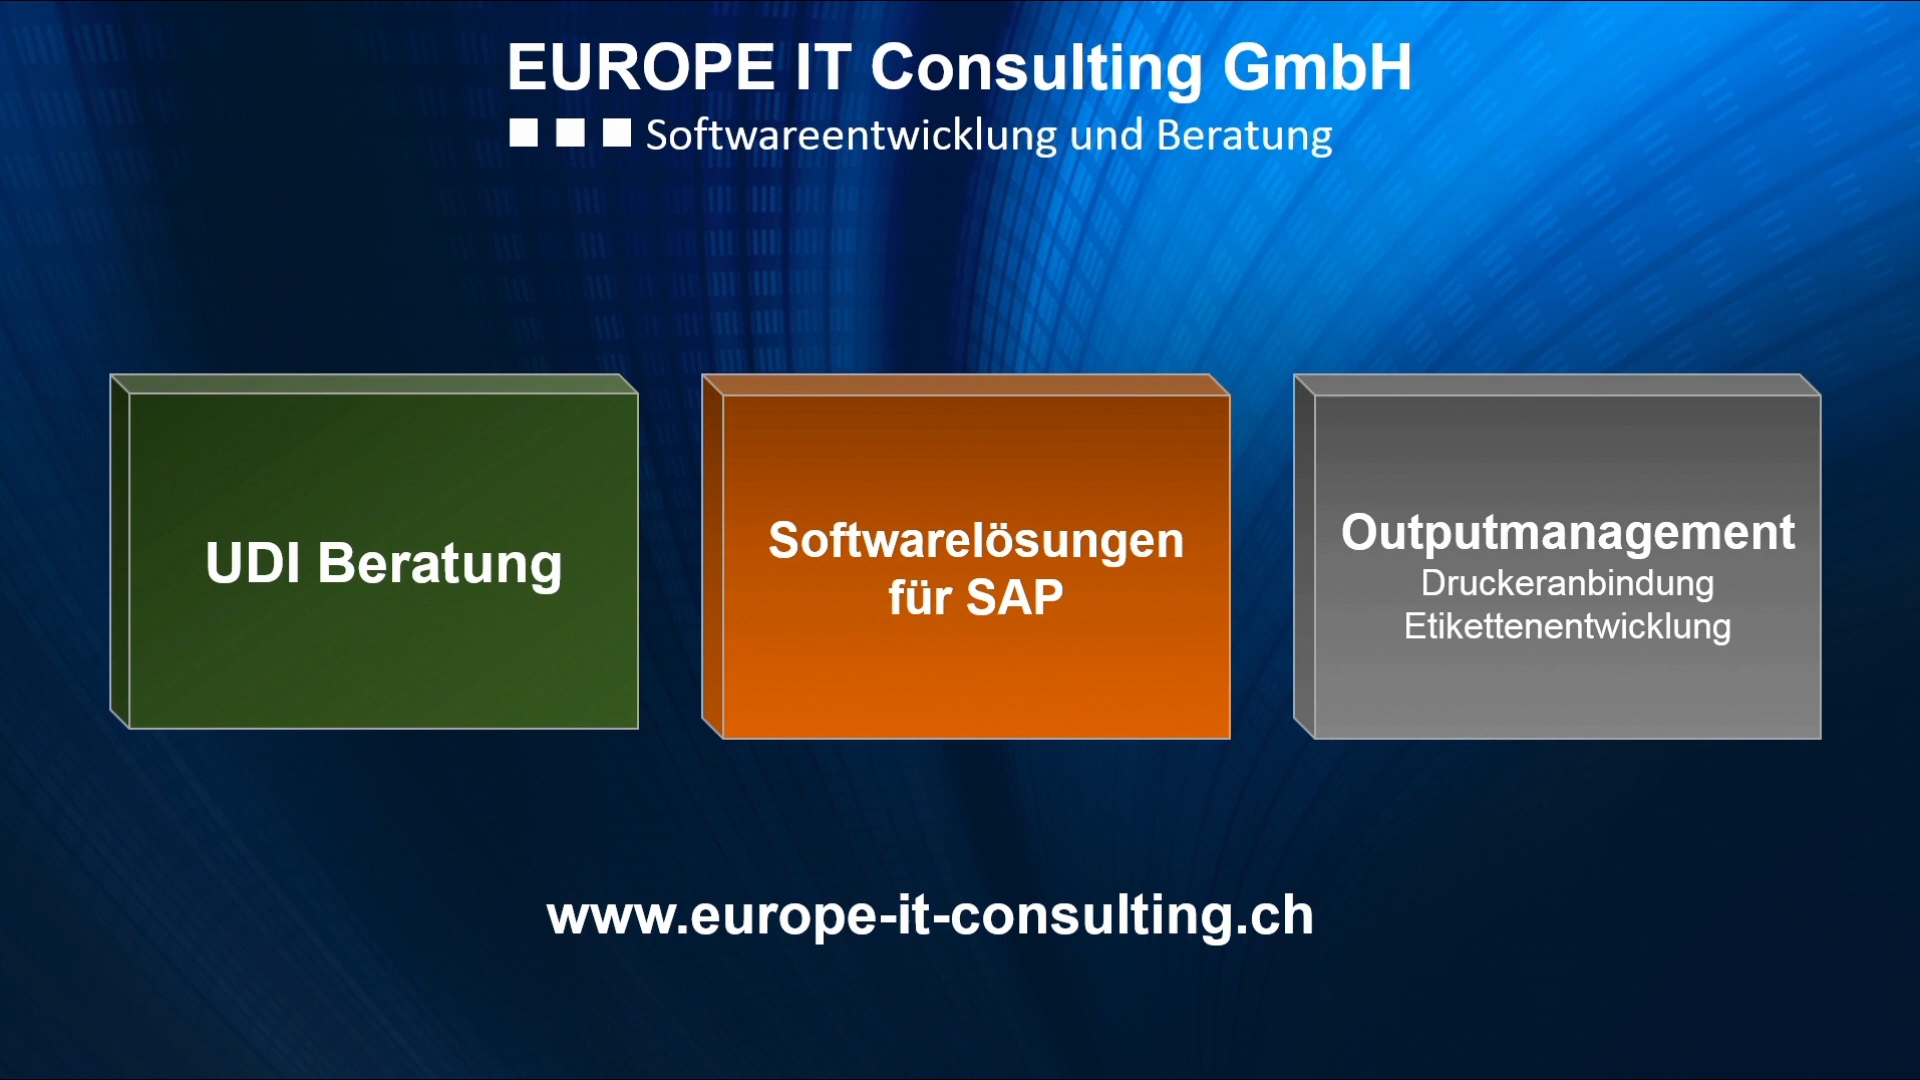 EUROPE IT Consulting GmbH
Softwareentwicklung und Beratung
UDI Beratung
Softwarelösungen
für SAP
Outputmanagement
Druckeranbindung
Etikettenentwicklung
www.europe-it-consulting.ch